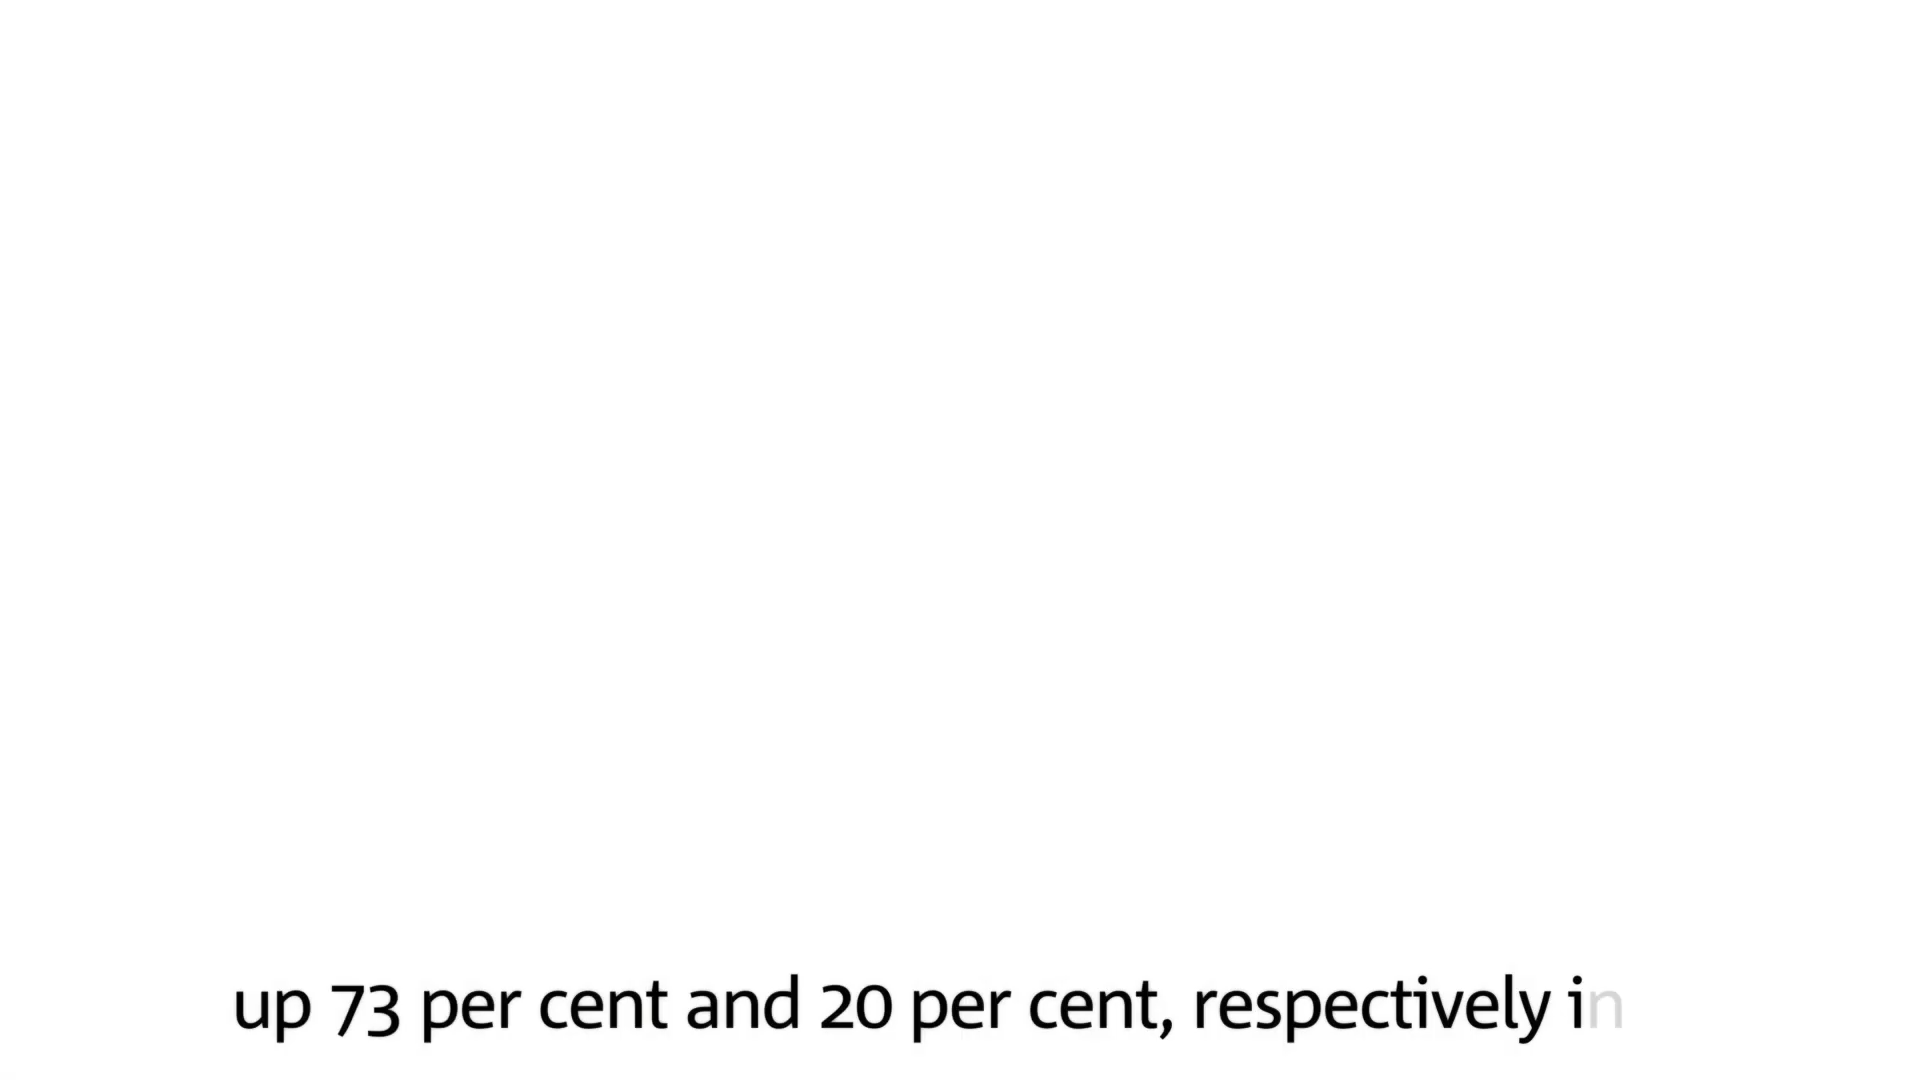 up 73 per cent and 20 per cent, respectively in